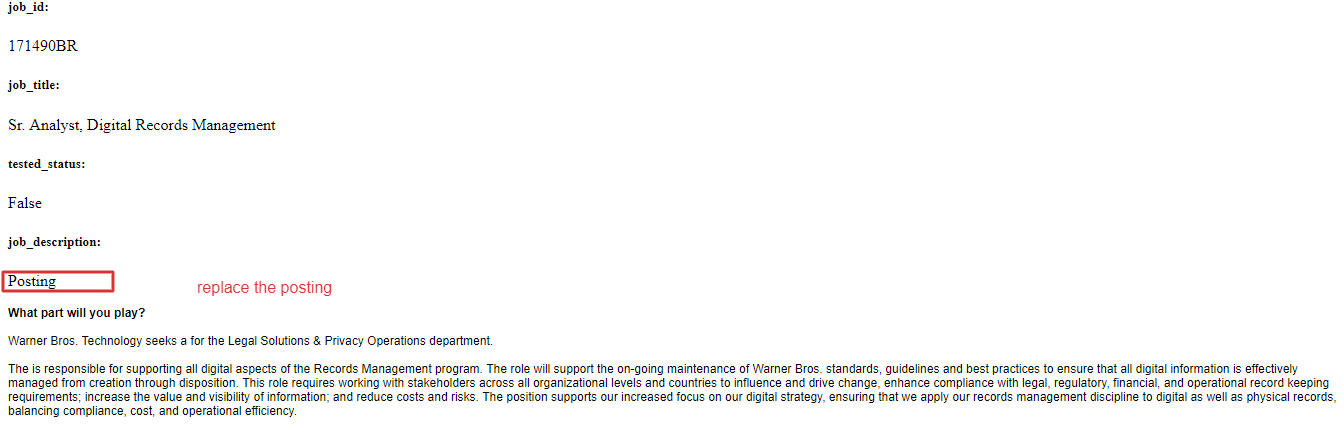 job_id:
171490BR
job_title:
Sr. Analyst, Digital Records Management
tested_status:
False
job_description:
Posting
replace the posting
What part will you play?
Warner Bros. Technology seeks a for the Legal Solutions & Privacy Operations department.
The is responsible for supporting all digital aspects of the Records Management program. The role will support the on-going maintenance of Warner Bros. standards, guidelines and best practices to ensure that all digital information is effectively
managed from creation through disposition. This role requires working with stakeholders across all organizational levels and countries to influence and drive change, enhance compliance with legal, regulatory, financial, and operational record keeping
requirements; increase the value and visibility of information; and reduce costs and risks. The position supports our increased focus on our digital strategy, ensuring that we apply our records management discipline to digital as well as physical records,
balancing compliance, cost, and operational efficiency.